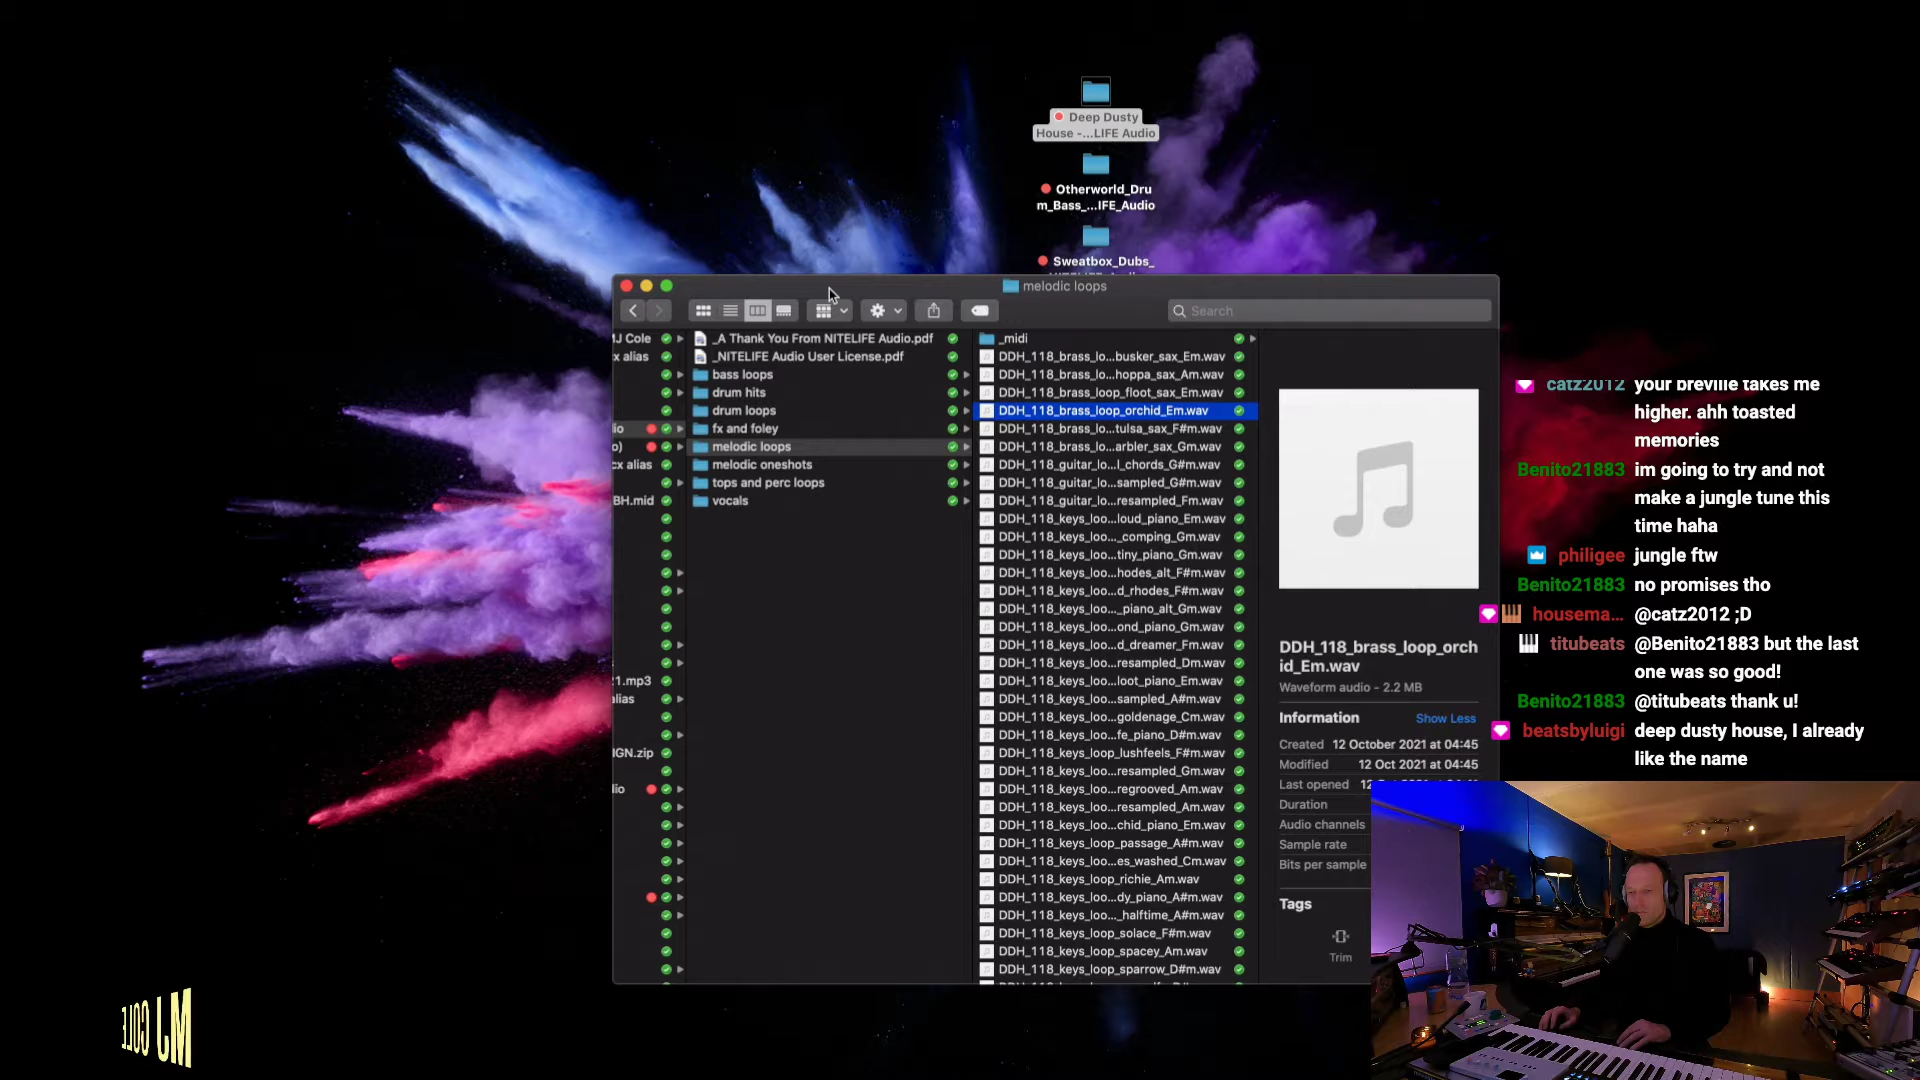 Deep Dusty
House -...LIFE Audio
Otherworld_Dru
m_Bass_...IFE_Audio
Sweatbox_Dubs_
melodic loops
Search
MJ Cole
x alias
io
o)
cx alias
BH.mid
21.mp3
alias
IGN.zip
io
_A Thank You From NITELIFE Audio.pdf
_NITELIFE Audio User License.pdf
bass loops
drum hits
drum loops
fx and foley
melodic loops
melodic oneshots
tops and perc loops
vocals
_midi
DDH_118_brass_lo...busker_sax_Em.wav
DDH_118_brass_lo...hoppa_sax_Am.wav
DDH_118_brass_loop_floot_sax_Em.wav
DDH_118_brass_loop_orchid_Em.wav
DDH_118_brass_lo...tulsa_sax_F#m.wav
DDH_118_brass_lo...arbler_sax_Gm.wav
DDH_118_guitar_lo...l_chords_G#m.wav
DDH_118_guitar_lo...sampled_G#m.wav
DDH_118_guitar_lo...resampled_Fm.wav
DDH_118_keys_loo...loud_piano_Em.wav
DDH_118_keys_loo..._comping_Gm.wav
DDH_118_keys_loo...tiny_piano_Gm.wav
DDH_118_keys_loo...hodes_alt_F#m.wav
DDH_118_keys_loo...d_rhodes_F#m.wav
DDH_118_keys_loo..._piano_alt_Gm.wav
DDH_118_keys_loo...ond_piano_Gm.wav
DDH_118_keys_loo...d_dreamer_Fm.wav
DDH_118_keys_loo...resampled_Dm.wav
DDH_118_keys_loo...loot_piano_Em.wav
DDH_118_keys_loo...sampled_A#m.wav
DDH_118_keys_loo...goldenage_Cm.wav
DDH_118_keys_loo...fe_piano_D#m.wav
DDH_118_keys_loop_lushfeels_F#m.wav
DDH_118_keys_loo...resampled_Gm.wav
DDH_118_keys_loo...regrooved_Am.wav
DDH_118_keys_loo...resampled_Am.wav
DDH_118_keys_loo...chid_piano_Em.wav
DDH_118_keys_loop_passage_A#m.wav
DDH_118_keys_loo...es_washed_Cm.wav
DDH_118_keys_loop_richie_Am.wav
DDH_118_keys_loo...dy_piano_A#m.wav
DDH_118_keys_loo..._halftime_A#m.wav
DDH_118_keys_loop_solace_F#m.wav
DDH_118_keys_loop_spacey_Am.wav
DDH_118_keys_loop_sparrow_D#m.wav
DDH_118_brass_loop_orch
id_Em.wav
Waveform audio - 2.2 MB
Information Show Less
Created 12 October 2021 at 04:45
Modified 12 Oct 2021 at 04:45
Last opened
Duration
Audio channels
Sample rate
Bits per sample
Tags
Trim
catz2012 your breville takes me
higher. ahh toasted
memories
Benito21883 im going to try and not
make a jungle tune this
time haha
philigee jungle ftw
Benito21883 no promises tho
housema... @catz2012 ;D
titubeats @Benito21883 but the last
one was so good!
Benito21883 @titubeats thank u!
beatsbyluigi deep dusty house, I already
like the name
MJ COLE